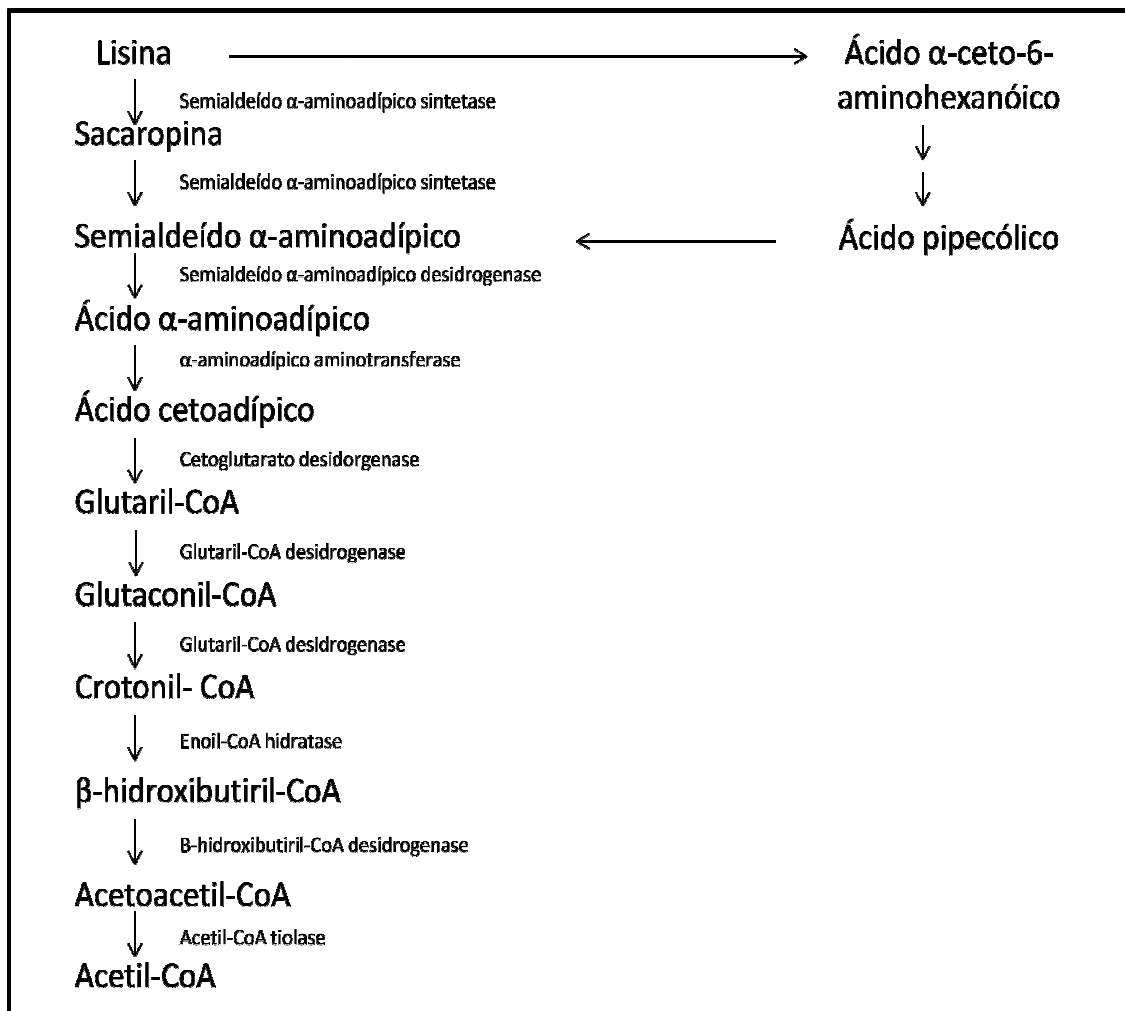 Lisina
Ácido α-ceto-6-
aminohexanóico
Semialdeído α-aminoadípico sintetase
Sacaropina
Semialdeído α-aminoadípico sintetase
Semialdeído α-aminoadípico
Ácido pipecólico
Semialdeído α-aminoadípico desidrogenase
Ácido α-aminoadípico
α-aminoadípico aminotransferase
Ácido cetoadípico
Cetoglutarato desidorgenase
Glutaril-CoA
Glutaril-CoA desidrogenase
Glutaconil-CoA
Glutaril-CoA desidrogenase
Crotonil- CoA
Enoil-CoA hidratase
β-hidroxibutiril-CoA
B-hidroxibutiril-CoA desidrogenase
Acetoacetil-CoA
Acetil-CoA tiolase
Acetil-CoA